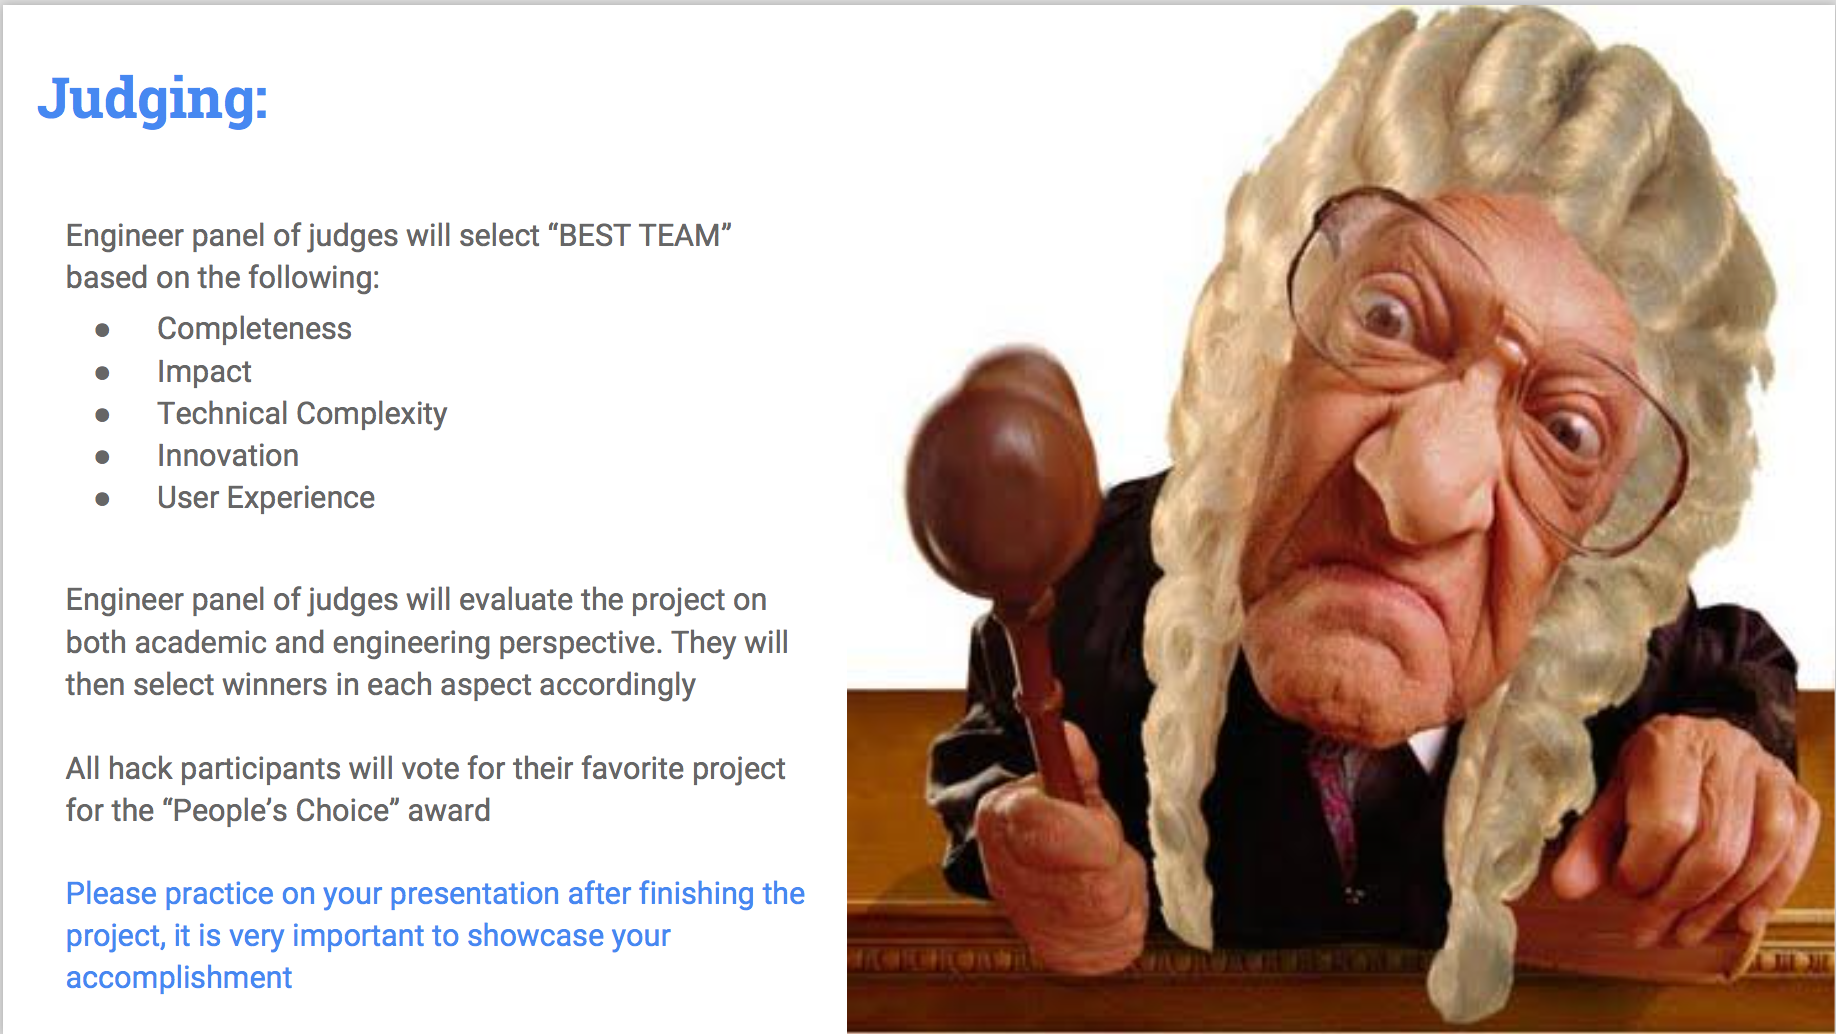 Judging:
Engineer panel of judges will select “BEST TEAM”
based on the following:
● Completeness
● Impact
● Technical Complexity
● Innovation
● User Experience
Engineer panel of judges will evaluate the project on
both academic and engineering perspective. They will
then select winners in each aspect accordingly
All hack participants will vote for their favorite project
for the “People’s Choice” award
Please practice on your presentation after finishing the
project, it is very important to showcase your
accomplishment